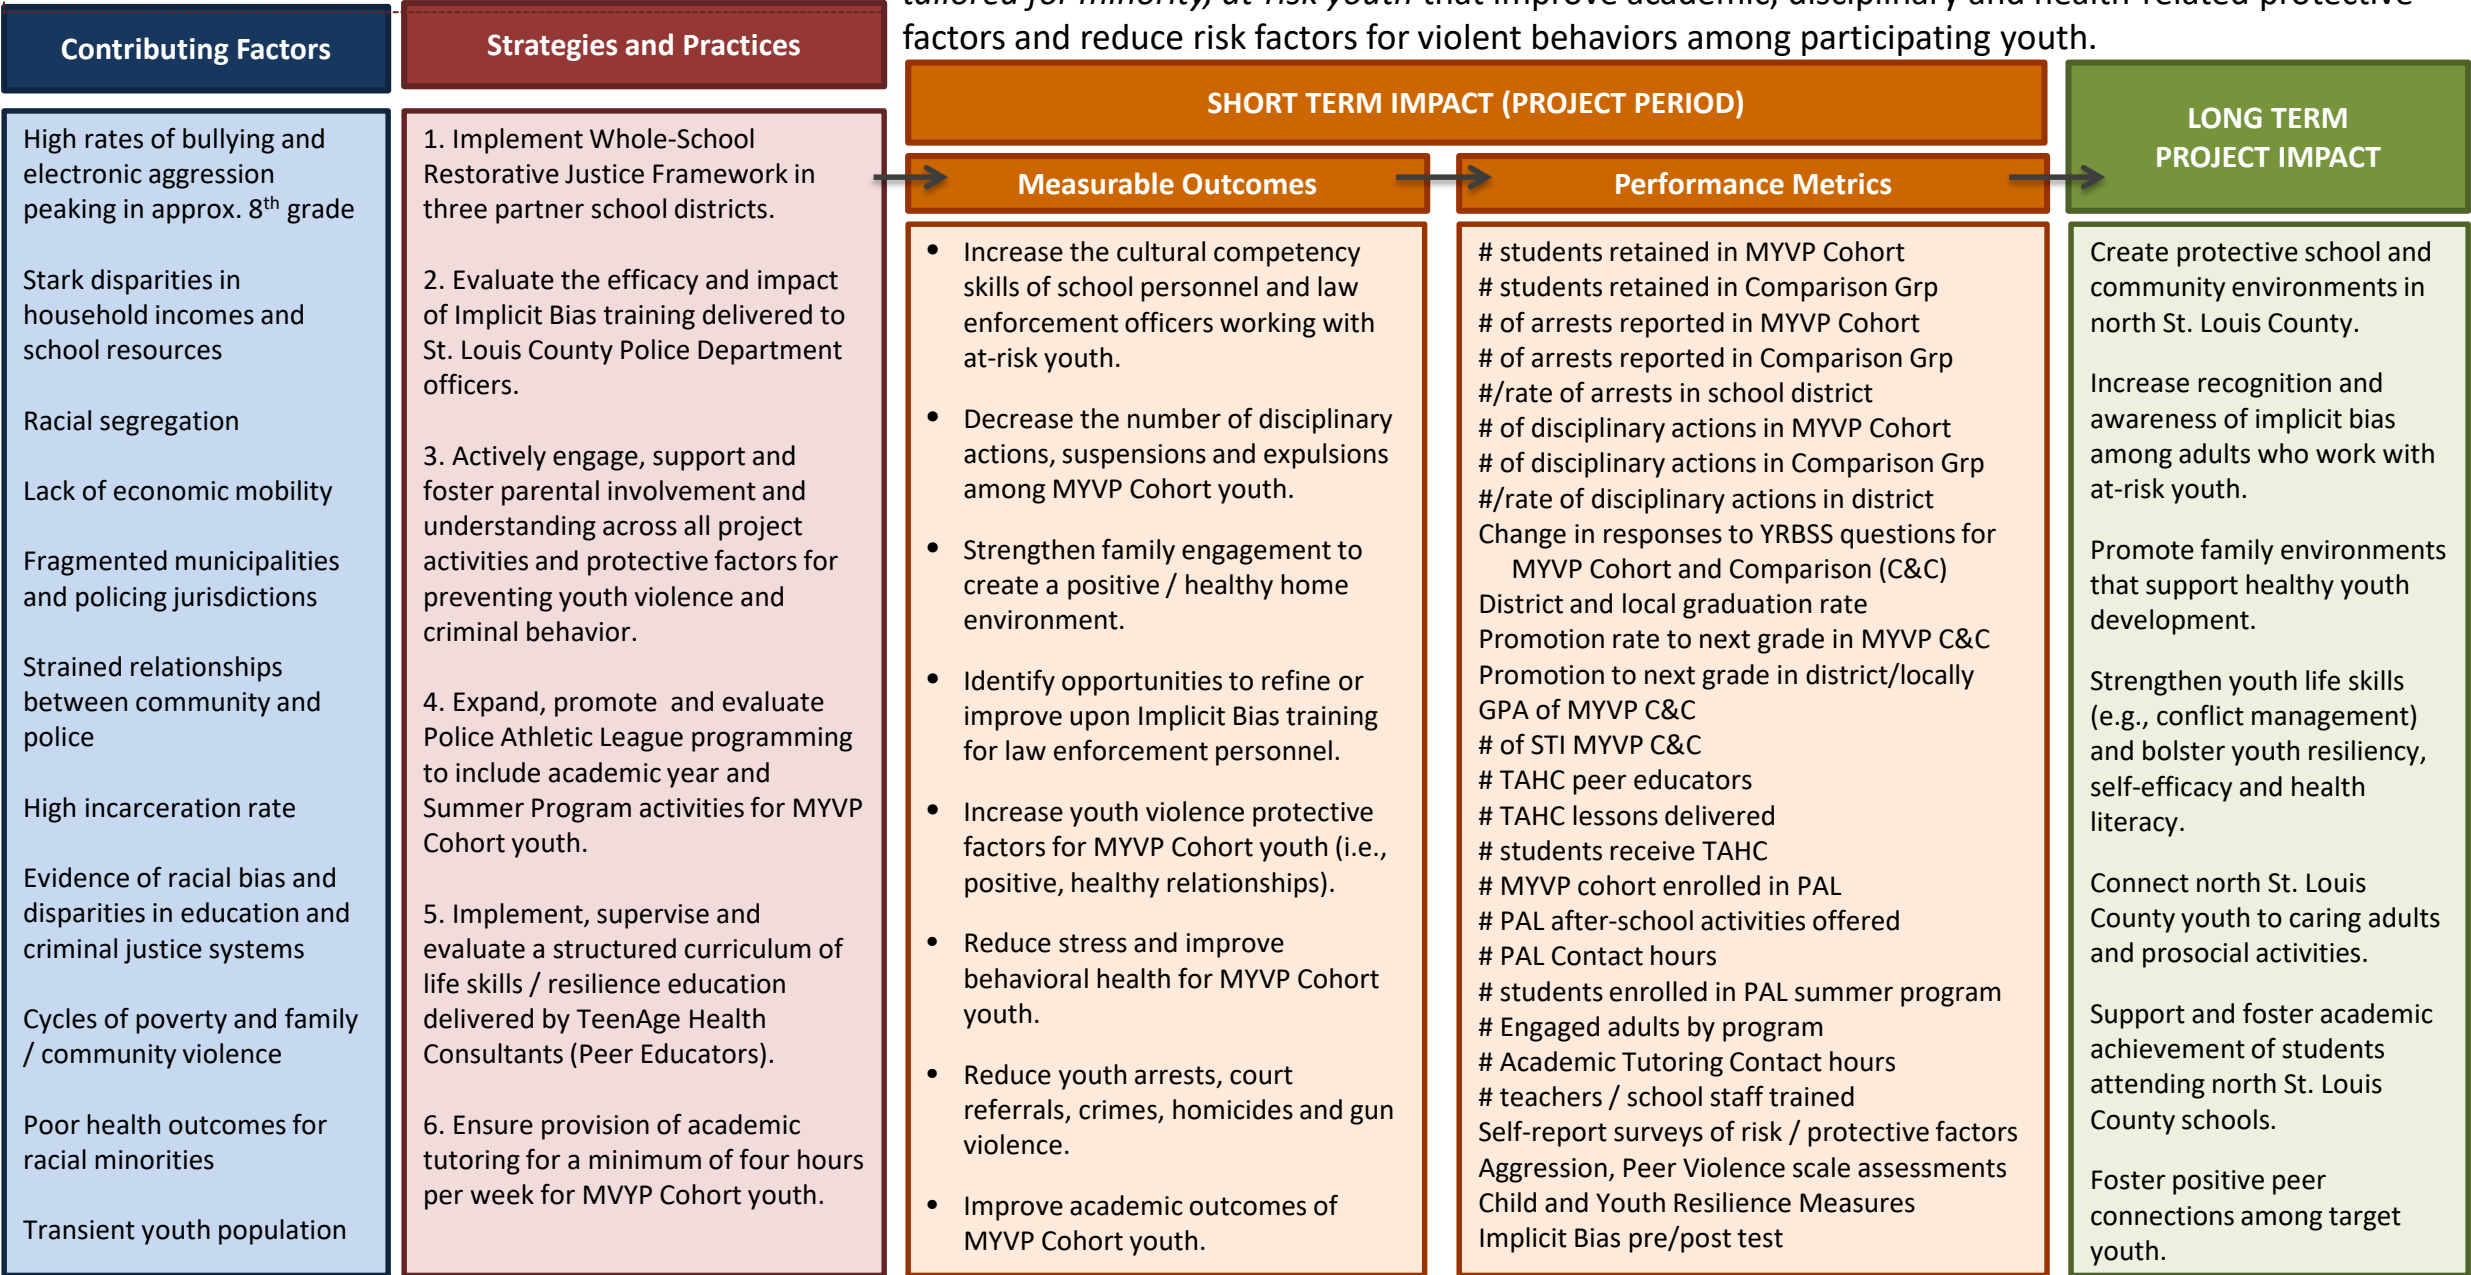 tailored for minority, at-risk youth that improve academic, disciplinary and health-related protective
factors and reduce risk factors for violent behaviors among participating youth.
Contributing Factors
High rates of bullying and
electronic aggression
peaking in approx. 8th grade
Stark disparities in
household incomes and
school resources
Racial segregation
Lack of economic mobility
Fragmented municipalities
and policing jurisdictions
Strained relationships
between community and
police
High incarceration rate
Evidence of racial bias and
disparities in education and
criminal justice systems
Cycles of poverty and family
/ community violence
Poor health outcomes for
racial minorities
Transient youth population
Strategies and Practices
1. Implement Whole-School
Restorative Justice Framework in
three partner school districts.
2. Evaluate the efficacy and impact
of Implicit Bias training delivered to
St. Louis County Police Department
officers.
3. Actively engage, support and
foster parental involvement and
understanding across all project
activities and protective factors for
preventing youth violence and
criminal behavior.
4. Expand, promote  and evaluate
Police Athletic League programming
to include academic year and
Summer Program activities for MYVP
Cohort youth.
5. Implement, supervise and
evaluate a structured curriculum of
life skills / resilience education
delivered by TeenAge Health
Consultants (Peer Educators).
6. Ensure provision of academic
tutoring for a minimum of four hours
per week for MVYP Cohort youth.
SHORT TERM IMPACT (PROJECT PERIOD)
Measurable Outcomes
• Increase the cultural competency
skills of school personnel and law
enforcement officers working with
at-risk youth.
• Decrease the number of disciplinary
actions, suspensions and expulsions
among MYVP Cohort youth.
• Strengthen family engagement to
create a positive / healthy home
environment.
• Identify opportunities to refine or
improve upon Implicit Bias training
for law enforcement personnel.
• Increase youth violence protective
factors for MYVP Cohort youth (i.e.,
positive, healthy relationships).
• Reduce stress and improve
behavioral health for MYVP Cohort
youth.
• Reduce youth arrests, court
referrals, crimes, homicides and gun
violence.
• Improve academic outcomes of
MYVP Cohort youth.
Performance Metrics
# students retained in MYVP Cohort
# students retained in Comparison Grp
# of arrests reported in MYVP Cohort
# of arrests reported in Comparison Grp
#/rate of arrests in school district
# of disciplinary actions in MYVP Cohort
# of disciplinary actions in Comparison Grp
#/rate of disciplinary actions in district
Change in responses to YRBSS questions for
MYVP Cohort and Comparison (C&C)
District and local graduation rate
Promotion rate to next grade in MYVP C&C
Promotion to next grade in district/locally
GPA of MYVP C&C
# of STI MYVP C&C
# TAHC peer educators
# TAHC lessons delivered
# students receive TAHC
# MYVP cohort enrolled in PAL
# PAL after-school activities offered
# PAL Contact hours
# students enrolled in PAL summer program
# Engaged adults by program
# Academic Tutoring Contact hours
# teachers / school staff trained
Self-report surveys of risk / protective factors
Aggression, Peer Violence scale assessments
Child and Youth Resilience Measures
Implicit Bias pre/post test
LONG TERM
PROJECT IMPACT
Create protective school and
community environments in
north St. Louis County.
Increase recognition and
awareness of implicit bias
among adults who work with
at-risk youth.
Promote family environments
that support healthy youth
development.
Strengthen youth life skills
(e.g., conflict management)
and bolster youth resiliency,
self-efficacy and health
literacy.
Connect north St. Louis
County youth to caring adults
and prosocial activities.
Support and foster academic
achievement of students
attending north St. Louis
County schools.
Foster positive peer
connections among target
youth.